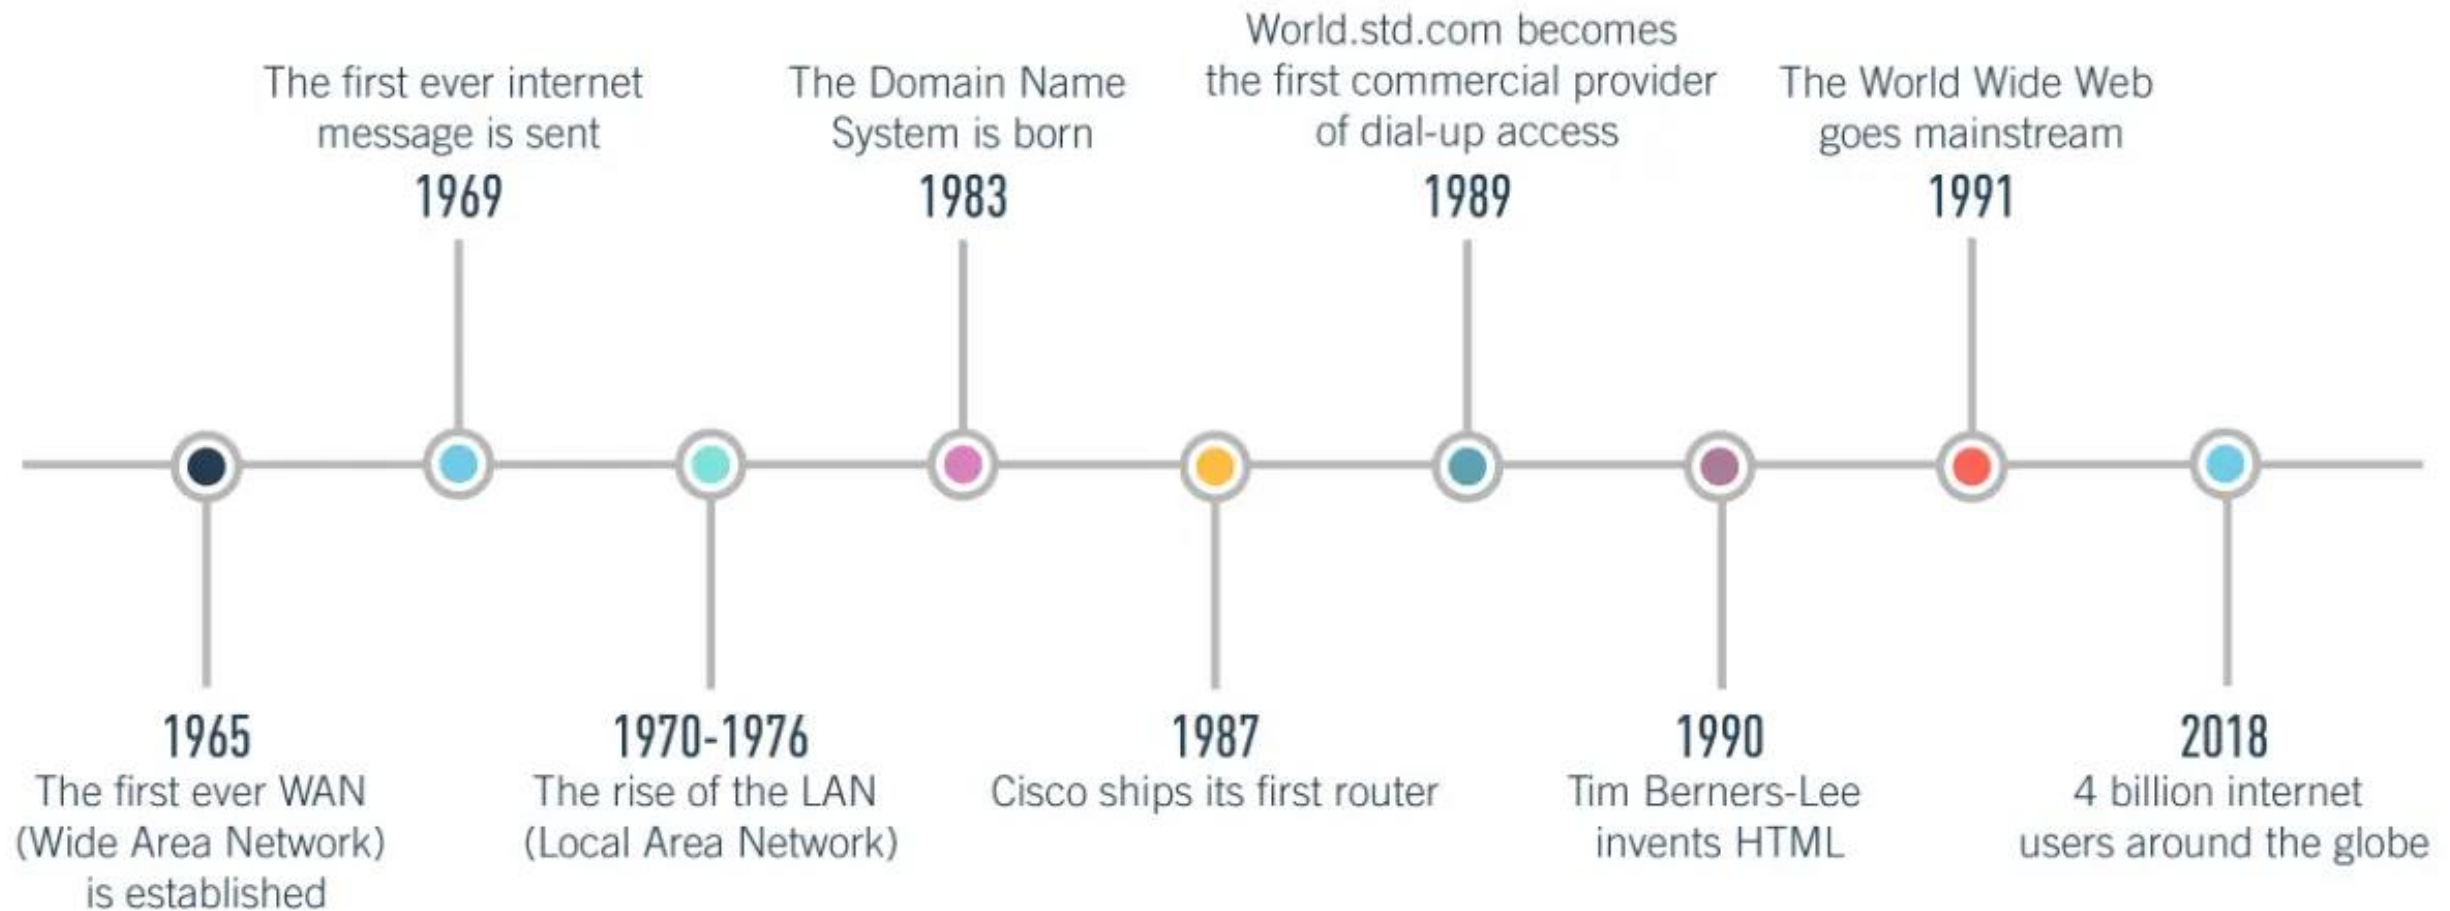 1965
The first ever WAN
(Wide Area Network)
is established
The first ever internet
message is sent
1969
1970-1976
The rise of the LAN
(Local Area Network)
The Domain Name
System is born
1983
1987
Cisco ships its first router
World.std.com becomes
the first commercial provider
of dial-up access
1989
1990
Tim Berners-Lee
invents HTML
The World Wide Web
goes mainstream
1991
2018
4 billion internet
users around the globe